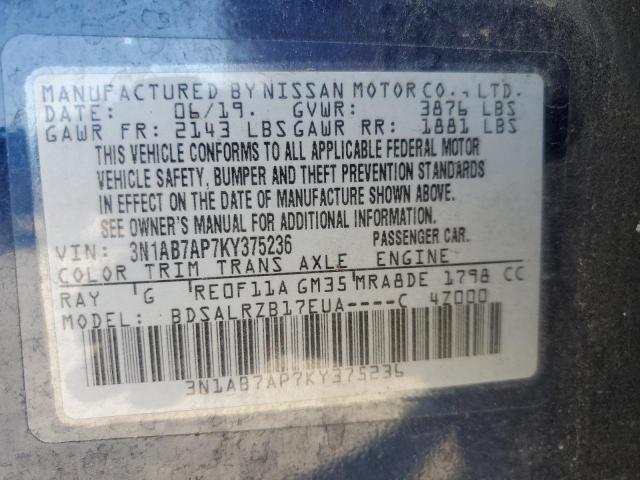 MANUFACTURED BY NISSAN MOTOR CO., LTD.
DATE: 06/19. GVWR: 3876 LBS
GAWR FR: 2143 LBS GAWR RR: 1881 LBS
THIS VEHICLE CONFORMS TO ALL APPLICABLE FEDERAL MOTOR
VEHICLE SAFETY, BUMPER AND THEFT PREVENTION STANDARDS
IN EFFECT ON THE DATE OF MANUFACTURE SHOWN ABOVE.
SEE OWNER'S MANUAL FOR ADDITIONAL INFORMATION.
VIN: 3N1AB7AP7KY375236 PASSENGER CAR.
COLOR TRIM TRANS AXLE ENGINE
RAY G RE0F11A GM35 MRA8DE 1798 CC
MODEL: BDSALRZB17EUA----C 4Z000
3N1AB7AP7KY375236